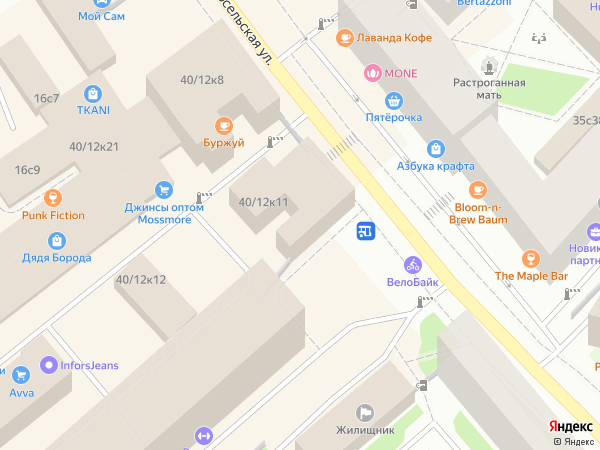 Мой Сам
сельская ул.
Bertazzoni
Лаванда Кофе
MONE
Растроганная
мать
40/12к8
16с7
TKANI
Пятёрочка
35с38
Буржуй
40/12к21
Азбука крафта
16с9
Punk Fiction
Джинсы оптом
Mossmore
40/12к11
Bloom-n-
Brew Baum
Дядя Борода
Новик
партн
The Maple Bar
40/12к12
ВелоБайк
InforsJeans
Avva
Жилищник
Яндекс
© Яндекс